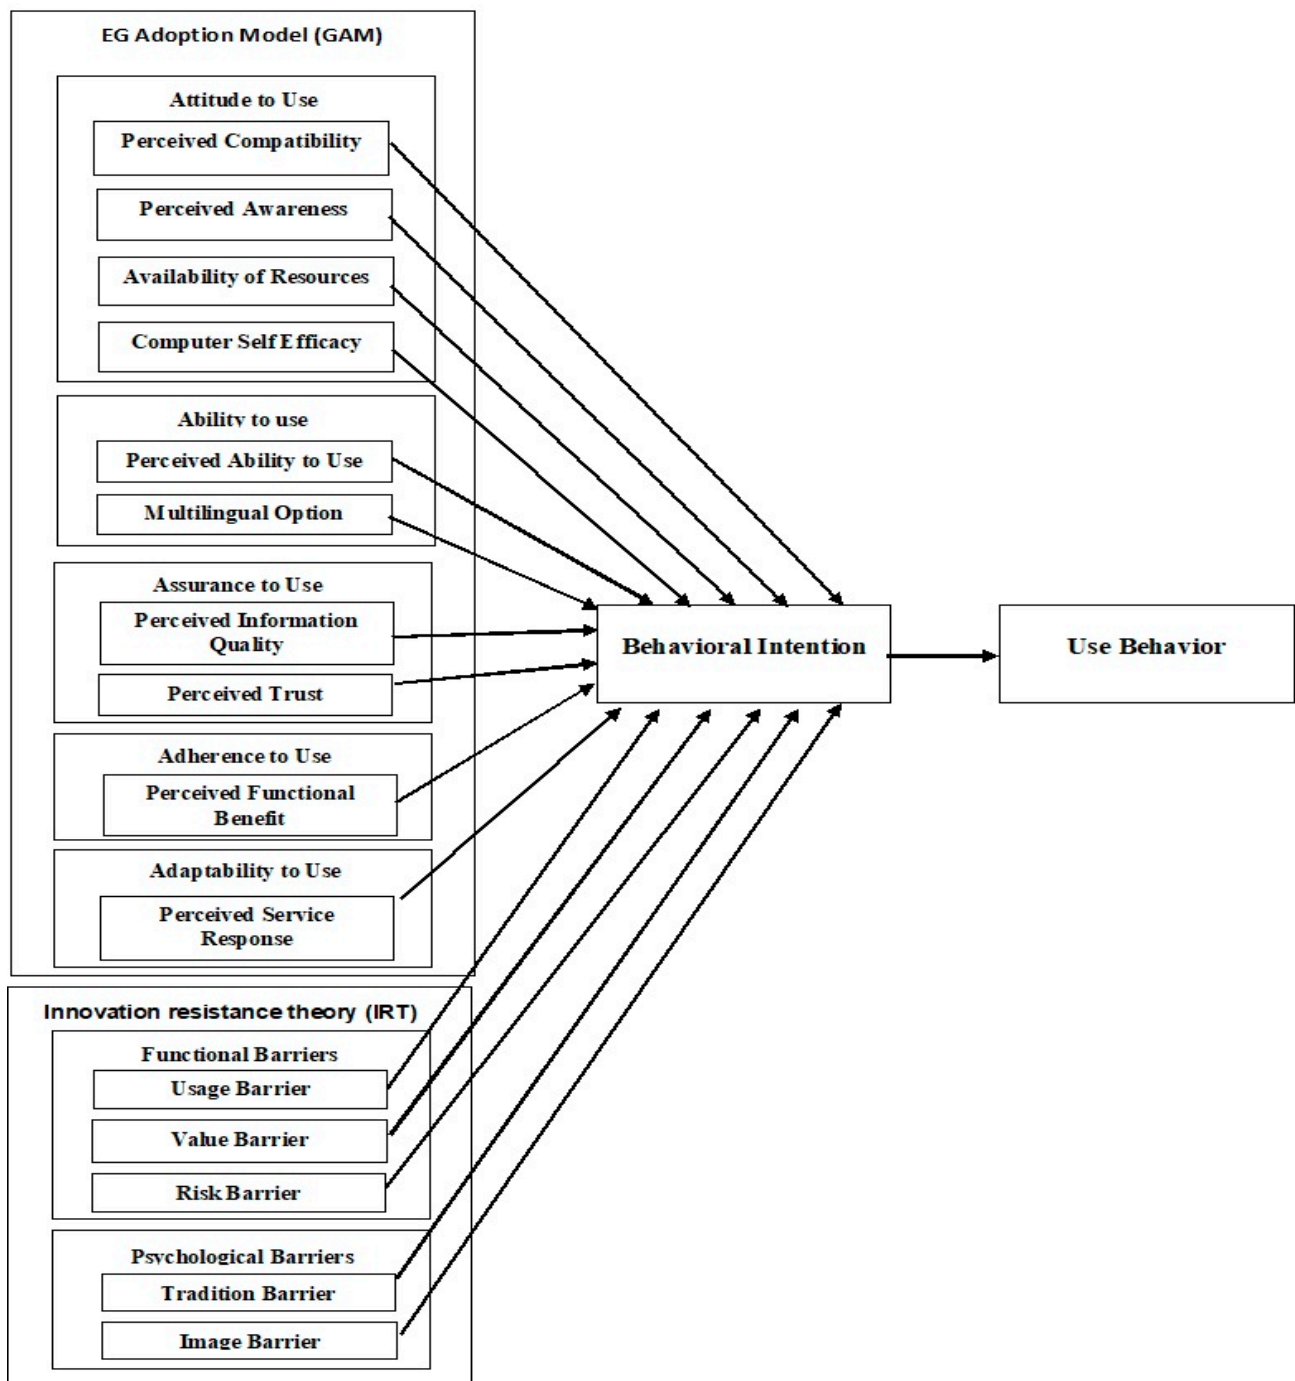 EG Adoption Model (GAM)
Attitude to Use
Perceived Compatibility
Perceived Awareness
Availability of Resources
Computer Self Efficacy
Ability to use
Perceived Ability to Use
Multilingual Option
Assurance to Use
Perceived Information
Quality
Perceived Trust
Adherence to Use
Perceived Functional
Benefit
Adaptability to Use
Perceived Service
Response
Behavioral Intention
Use Behavior
Innovation resistance theory (IRT)
Functional Barriers
Usage Barrier
Value Barrier
Risk Barrier
Psychological Barriers
Tradition Barrier
Image Barrier